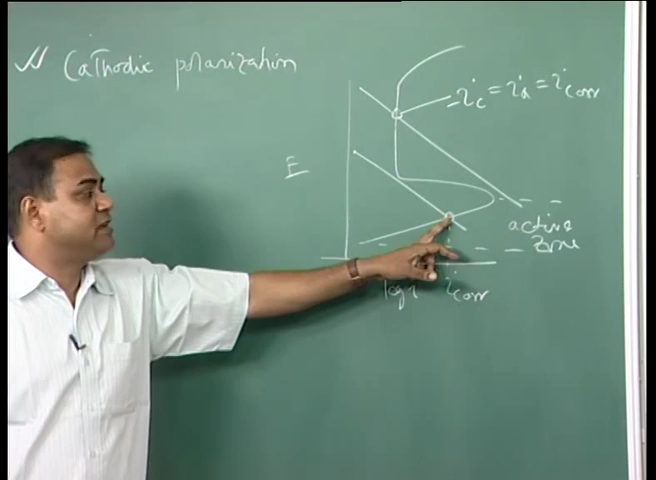 Cathodic polarization
i_c = i_a = i_corr
E
active
zone
log i
i_corr